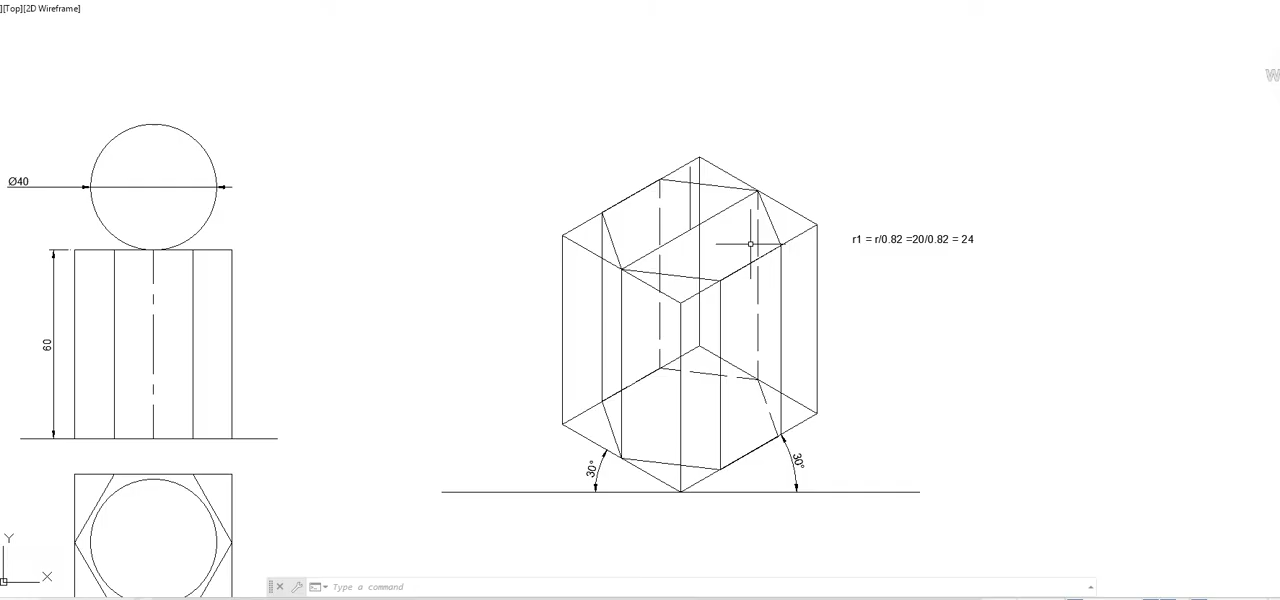 ][Top][2D Wireframe]
W
Ø40
r1 = r/0.82 =20/0.82 = 24
60
30°
30°
Y
X
Type a command